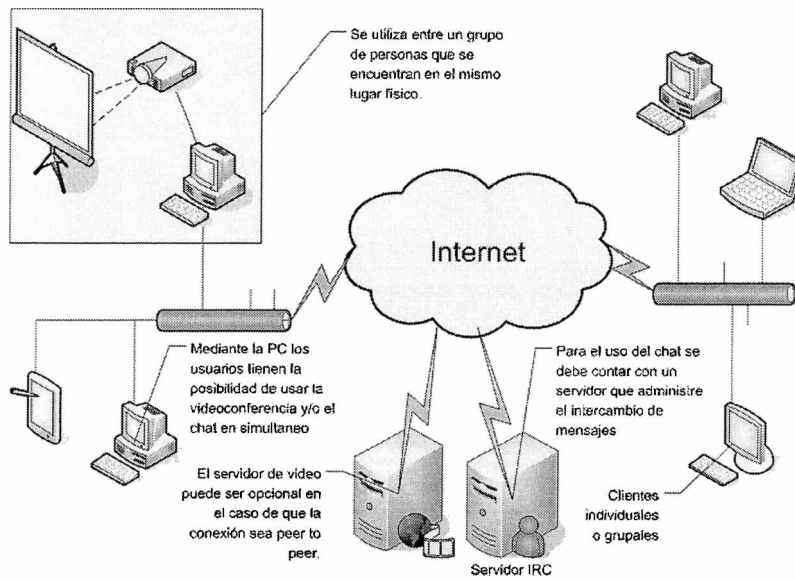 Se utiliza entre un grupo
de personas que se
encuentran en el mismo
lugar físico.
Internet
Mediante la PC los
usuarios tienen la
posibilidad de usar la
videoconferencia y/o el
chat en simultaneo
Para el uso del chat se
debe contar con un
servidor que administre
el intercambio de
mensajes
El servidor de video
puede ser opcional en
el caso de que la
conexión sea peer to
peer.
Servidor IRC
Clientes
individuales
o grupales